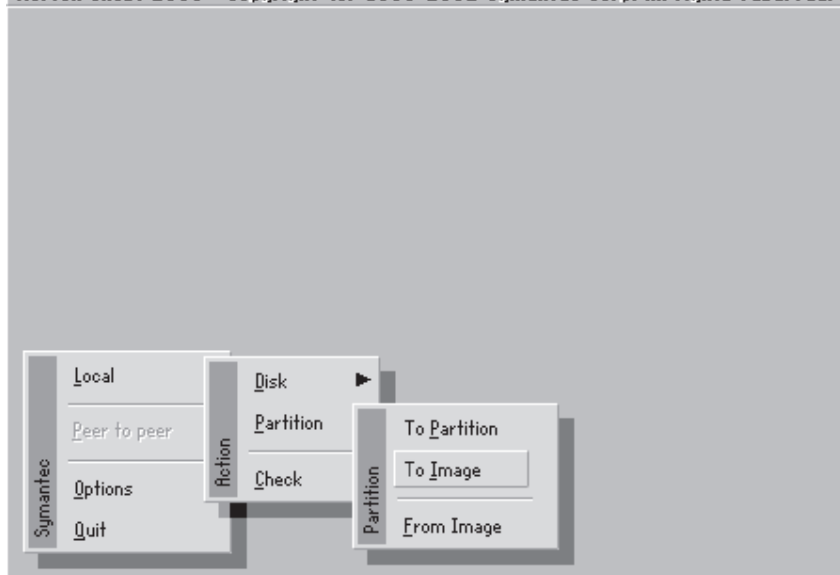 Symantec
Local
Peer to peer
Options
Quit
Action
Disk
Partition
Check
Partition
To Partition
To Image
From Image